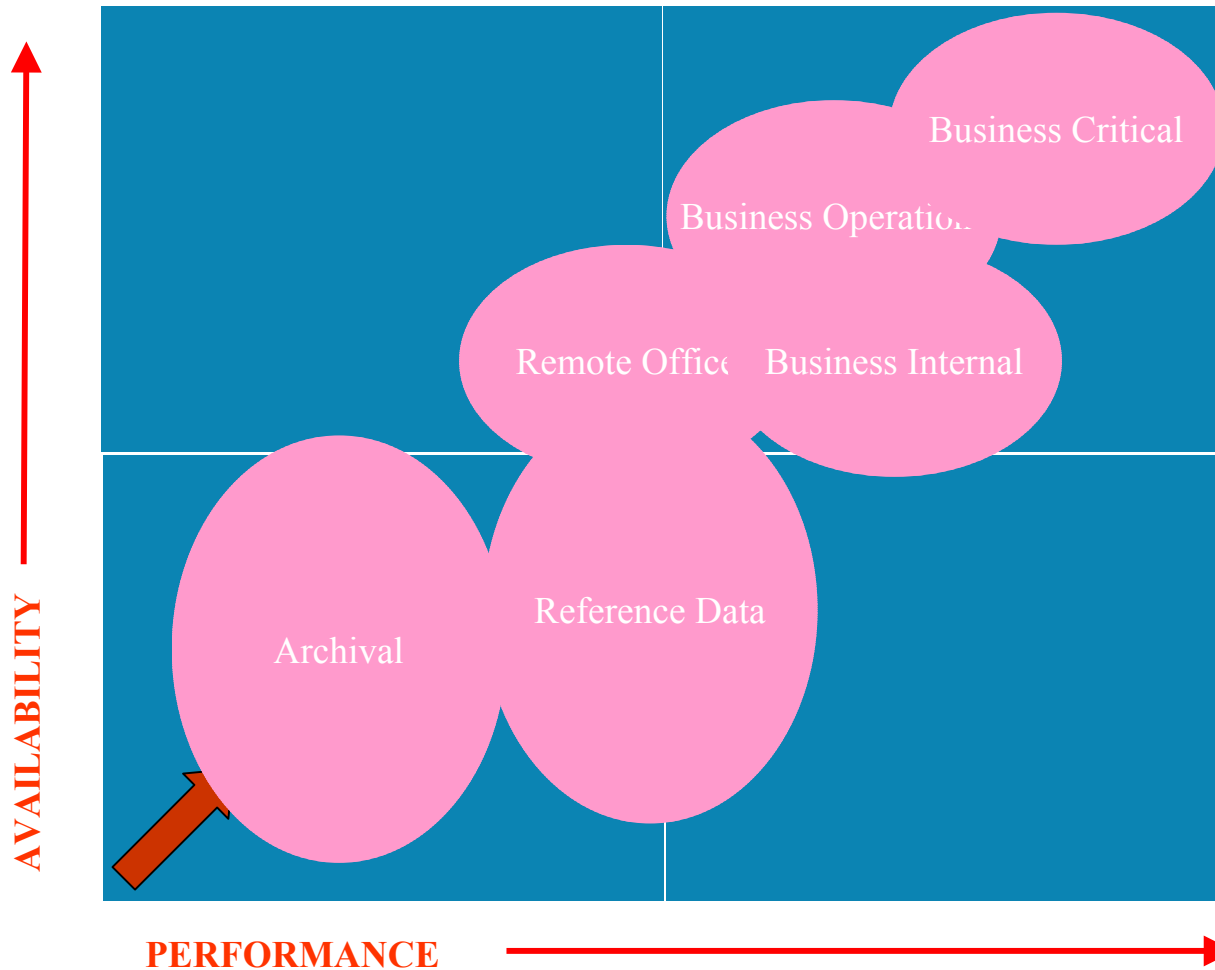 Business Critical
Business Operation
Remote Office
Business Internal
Reference Data
Archival
AVAILABILITY
PERFORMANCE